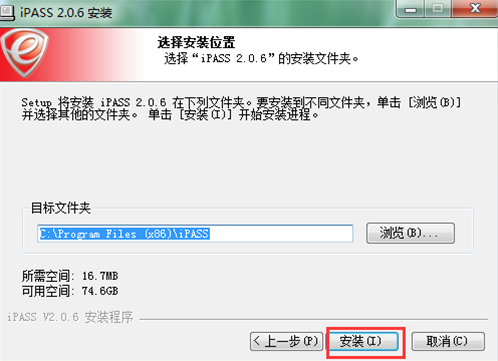 iPASS 2.0.6 安装
选择安装位置
选择“iPASS 2.0.6”的安装文件夹。
Setup 将安装 iPASS 2.0.6 在下列文件夹。要安装到不同文件夹，单击 [浏览(B)]
并选择其他的文件夹。 单击 [安装(I)] 开始安装进程。
目标文件夹
C:\Program Files (x86)\iPASS
浏览(B)...
所需空间: 16.7MB
可用空间: 74.6GB
iPASS V2.0.6 安装程序
< 上一步(P) 安装(I) 取消(C)